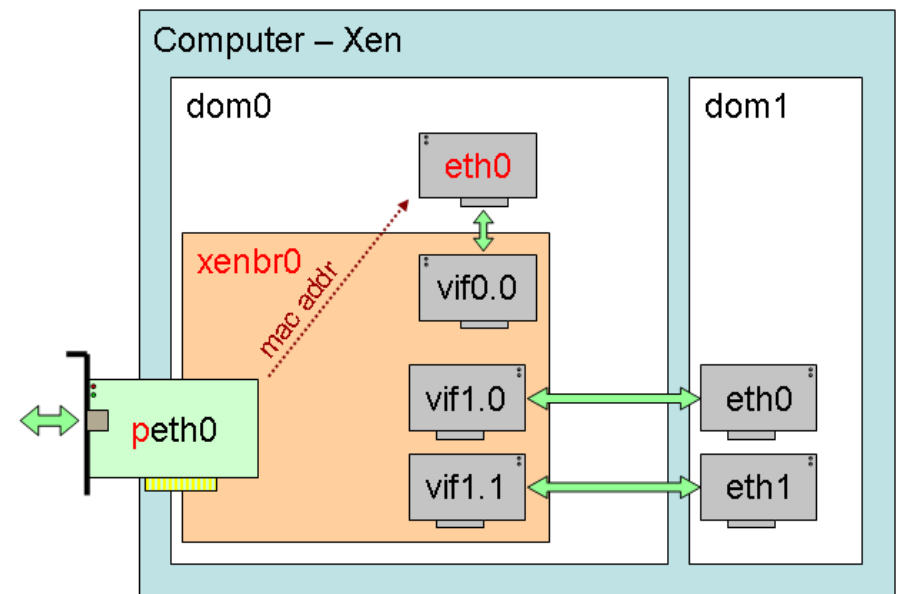 Computer – Xen
dom0
dom1
eth0
xenbr0
mac addr
vif0.0
peth0
vif1.0
eth0
vif1.1
eth1